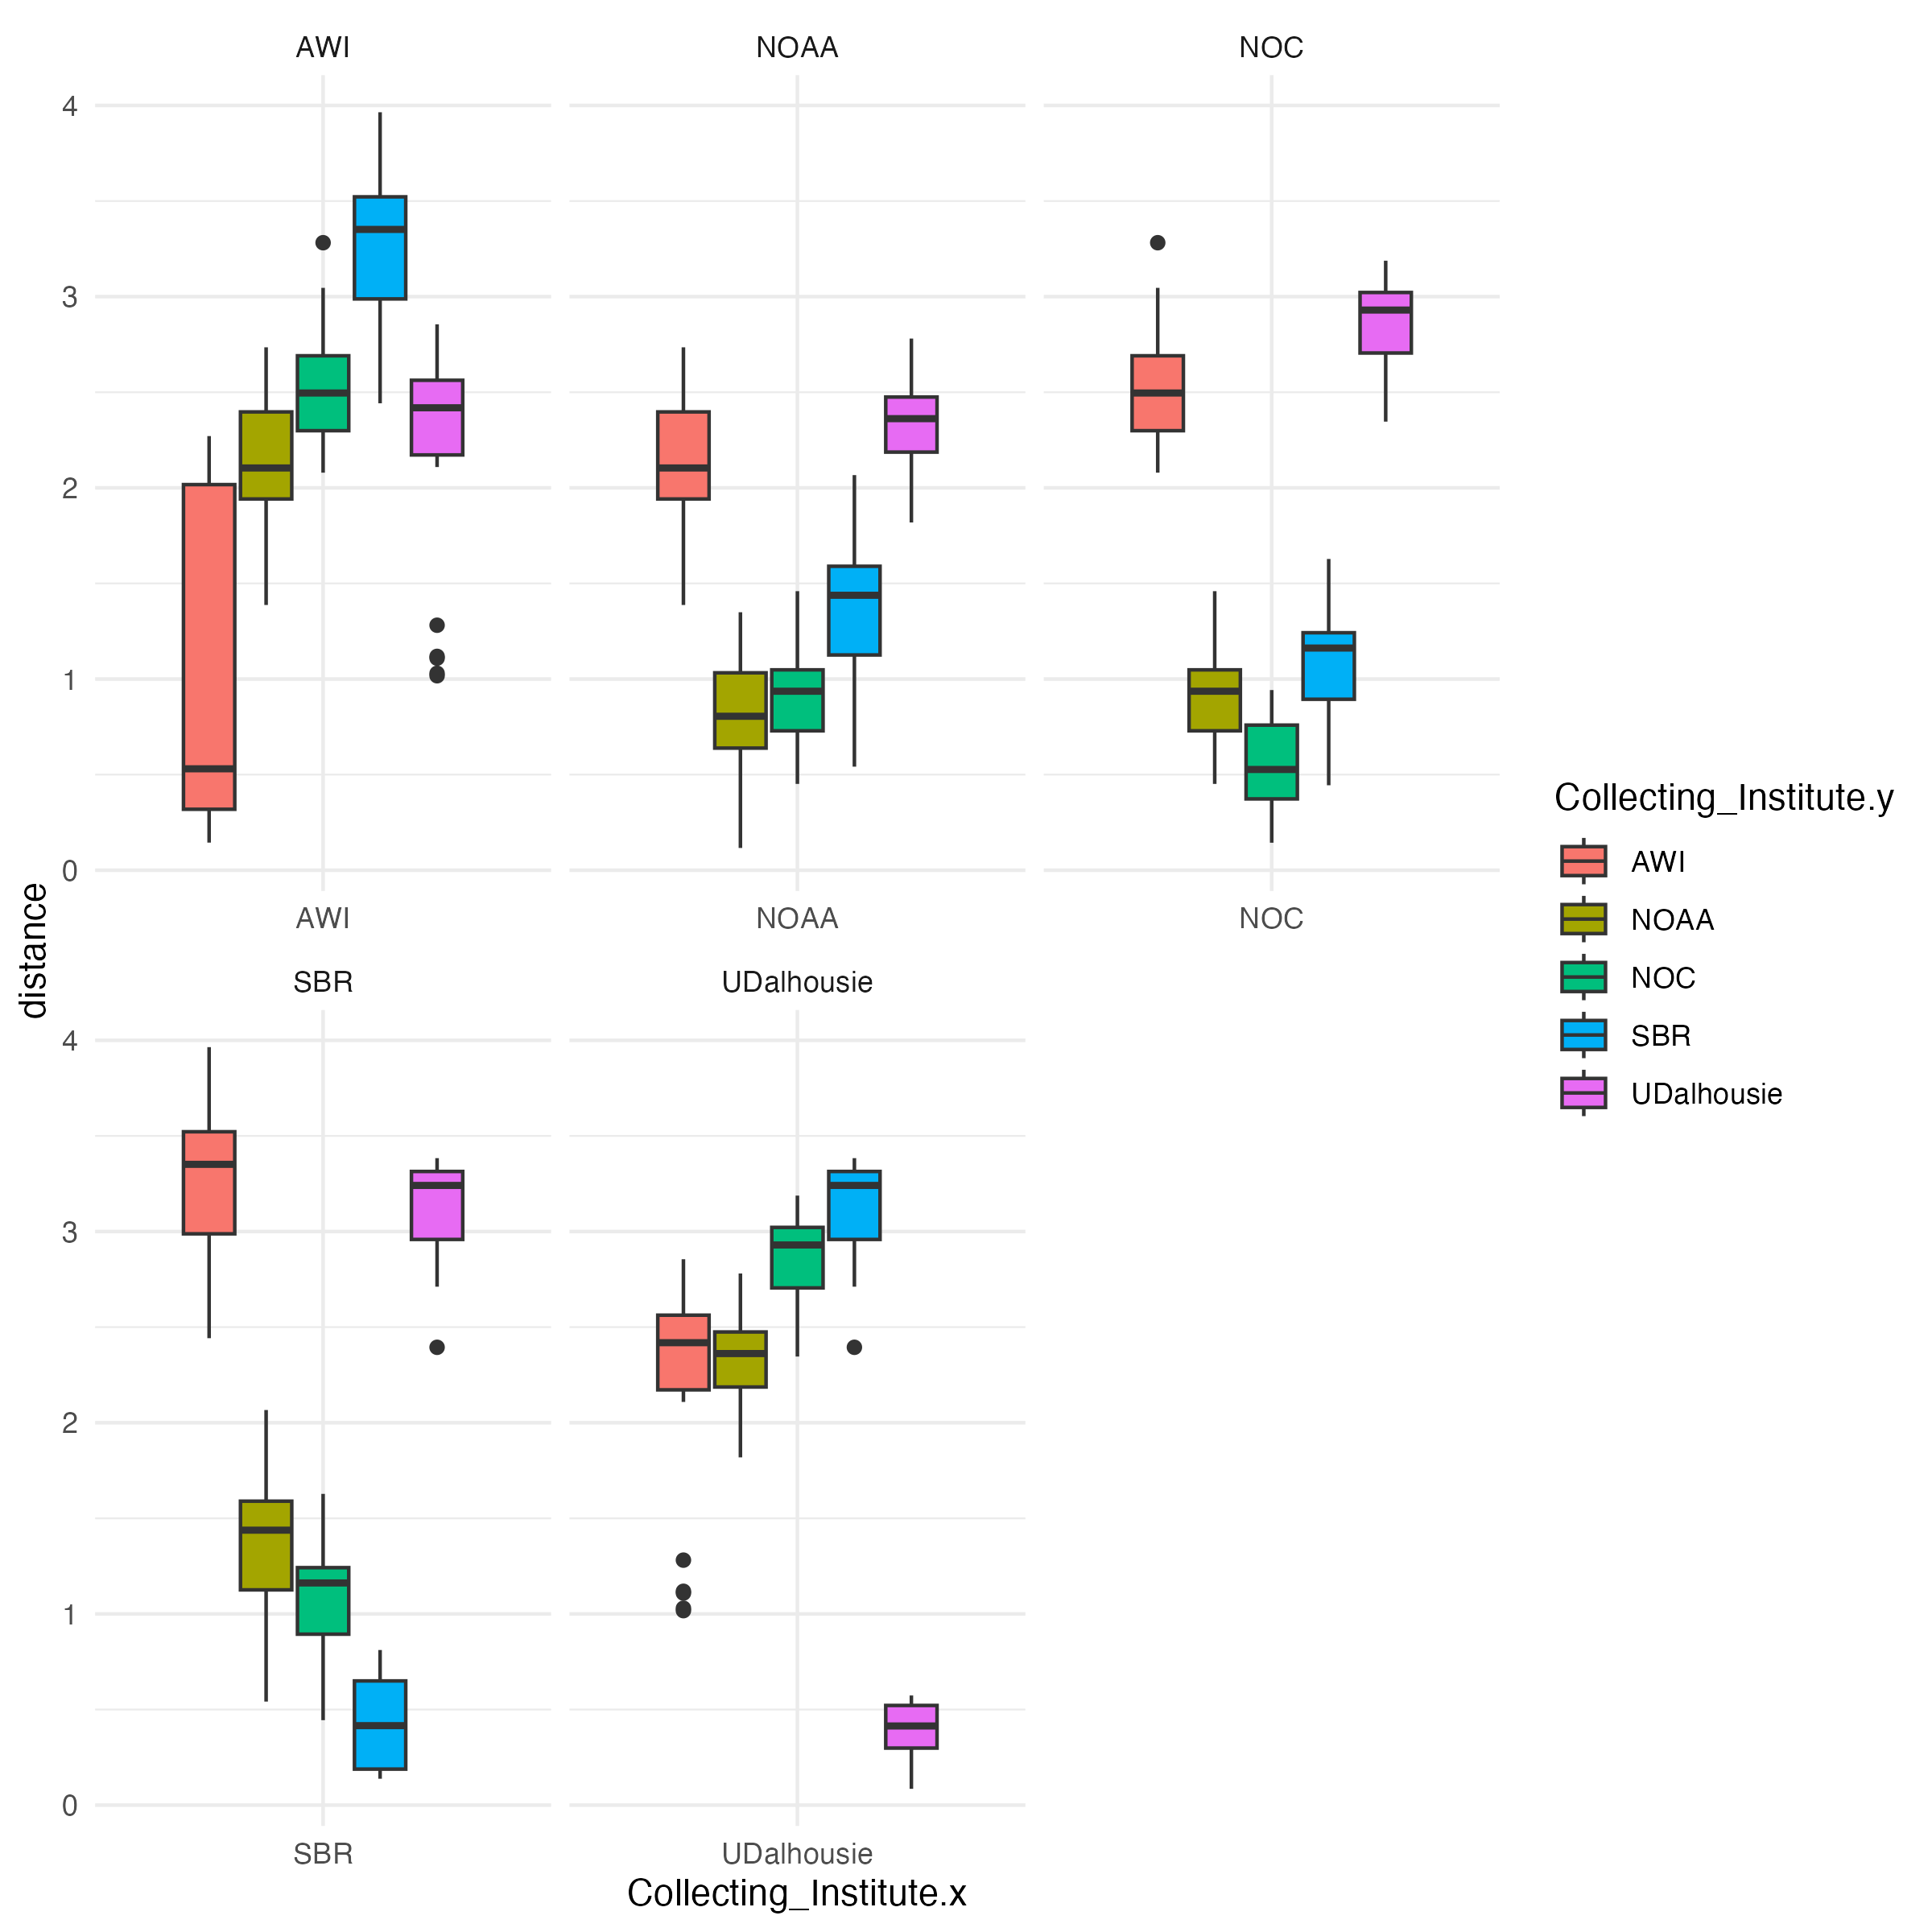 AWI
NOAA
NOC
4
3
2
1
0
AWI
NOAA
NOC
distance
SBR
UDalhousie
4
3
2
1
0
SBR
UDalhousie
Collecting_Institute.x
Collecting_Institute.y
AWI
NOAA
NOC
SBR
UDalhousie